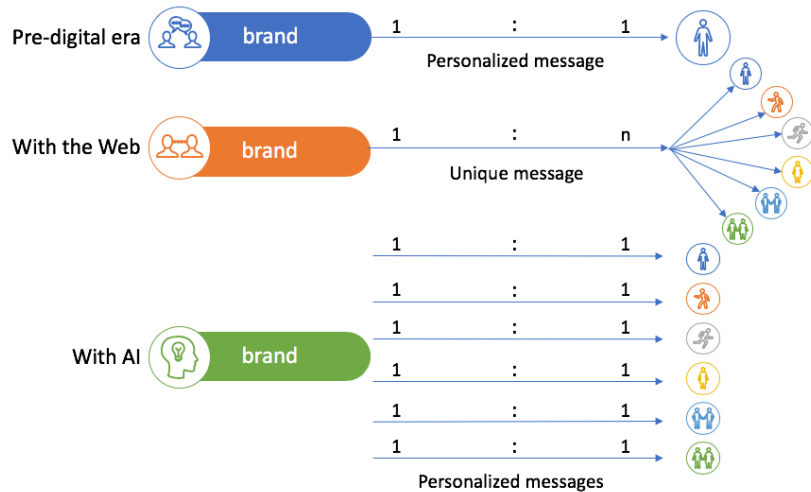 Pre-digital era brand 1 : 1
Personalized message
With the Web brand 1 : n
Unique message
1 : 1
1 : 1
1 : 1
With AI brand
1 : 1
1 : 1
1 : 1
Personalized messages